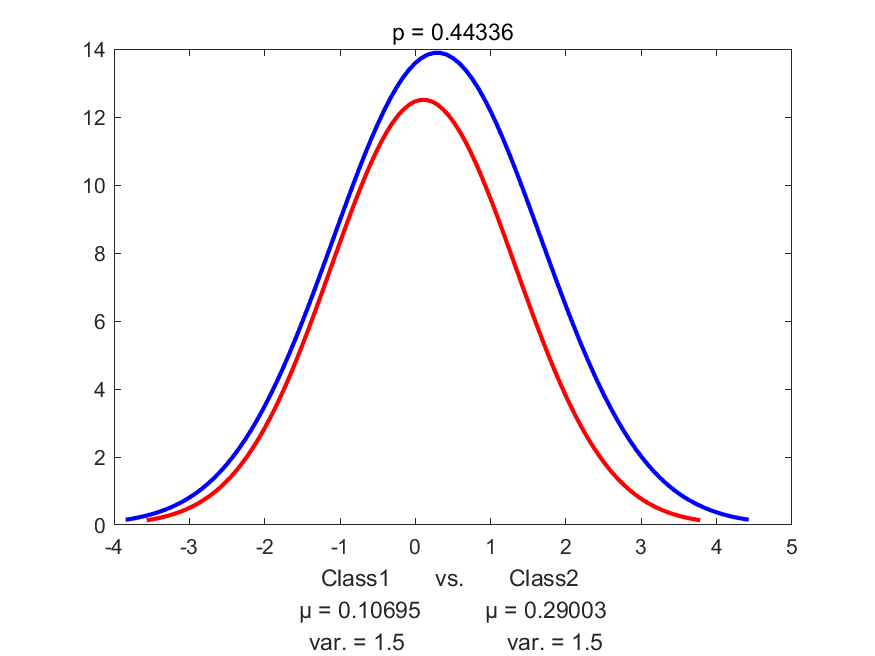 p = 0.44336
14
12
10
8
6
4
2
0
-4 -3 -2 -1 0 1 2 3 4 5
Class1 vs. Class2
μ = 0.10695 μ = 0.29003
var. = 1.5 var. = 1.5